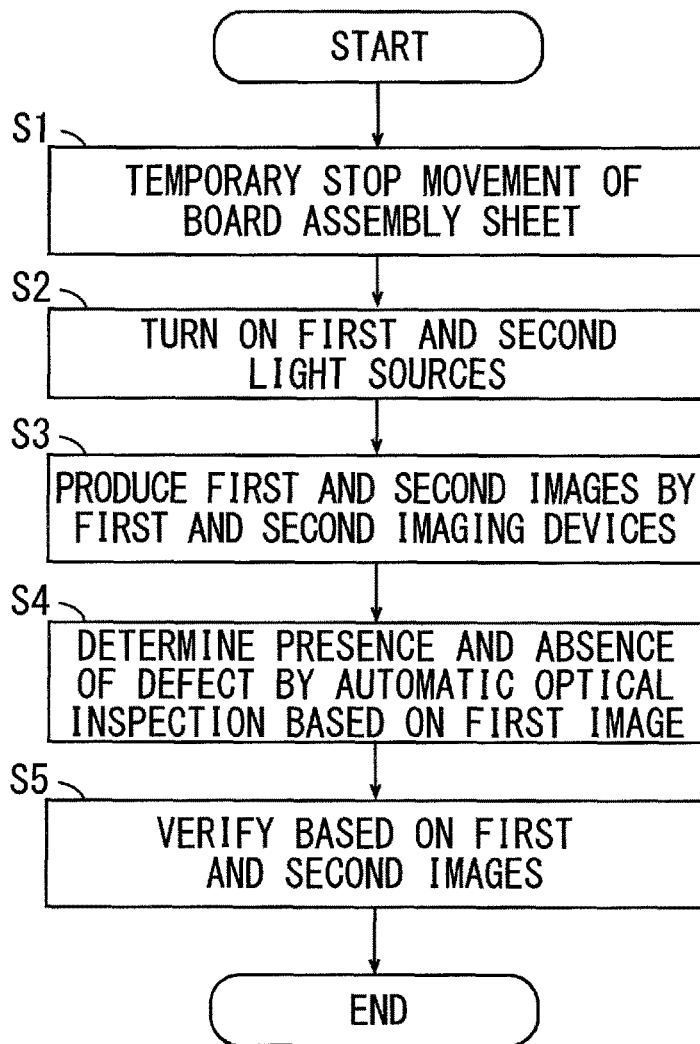 START
S1
TEMPORARY STOP MOVEMENT OF
BOARD ASSEMBLY SHEET
S2
TURN ON FIRST AND SECOND
LIGHT SOURCES
S3
PRODUCE FIRST AND SECOND IMAGES BY
FIRST AND SECOND IMAGING DEVICES
S4
DETERMINE PRESENCE AND ABSENCE
OF DEFECT BY AUTOMATIC OPTICAL
INSPECTION BASED ON FIRST IMAGE
S5
VERIFY BASED ON FIRST
AND SECOND IMAGES
END